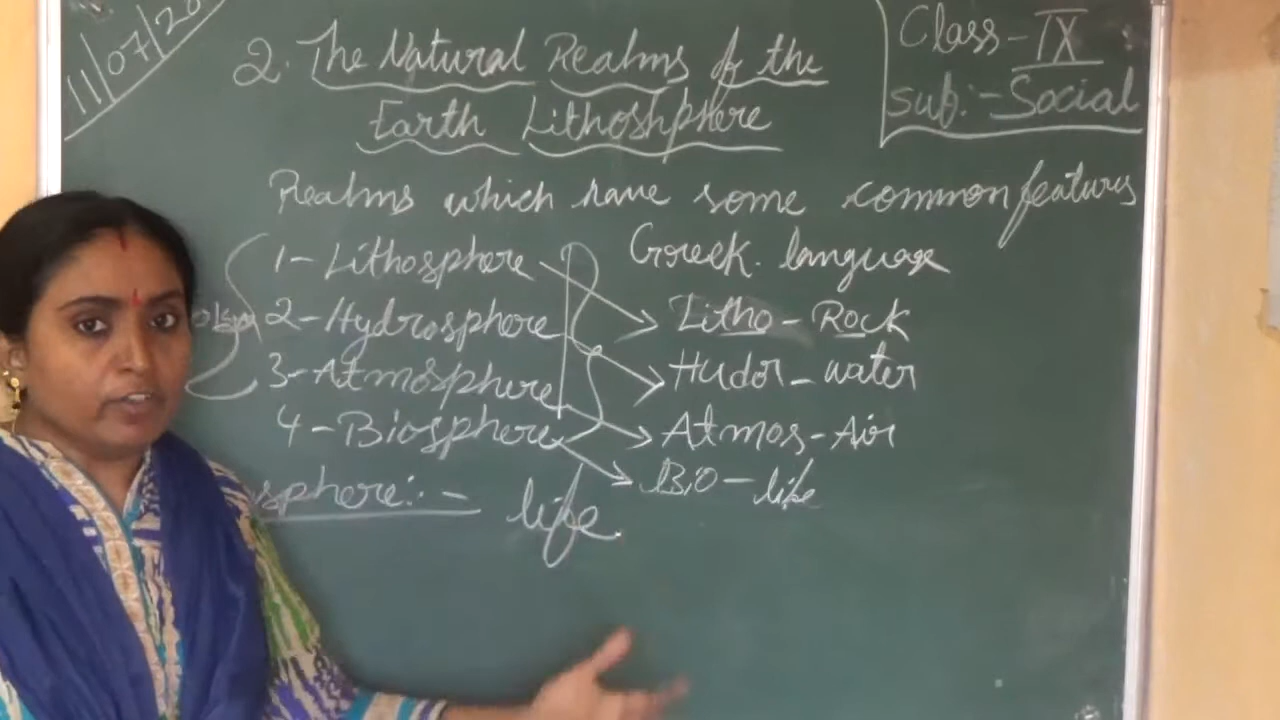 11/07/20
Class - IX
Sub :- Social
2. The Natural Realms of the
Earth Lithoshphere
Realms which have some common features
1- Lithosphere
Greek. language
2- Hydrosphere
Litho - Rock
3- Atmosphere
Hudor - water
4- Biosphere
Atmos - Air
sphere: -
life
Bio - life